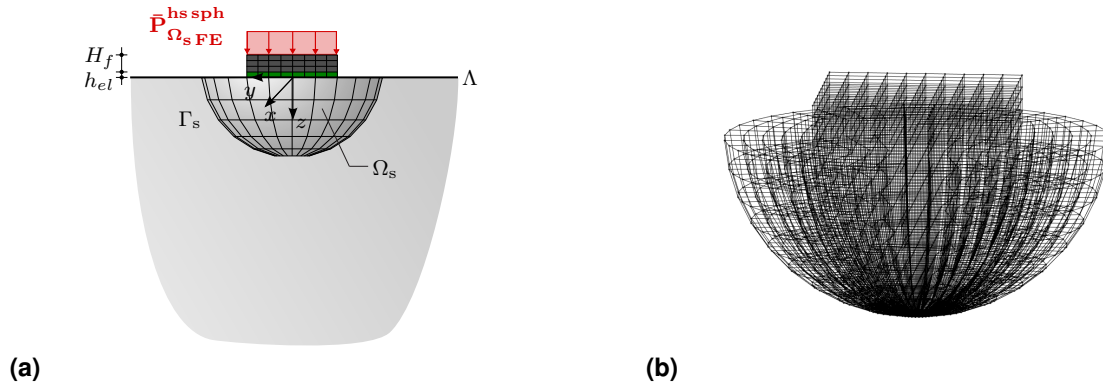 P̄ hs sph Ω_s FE
H_f
h_el
Λ
y
x
z
Γ_s
Ω_s
(a)
(b)